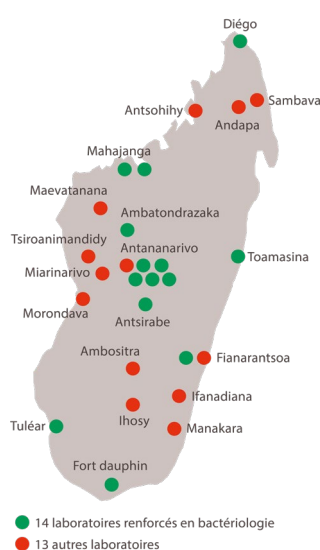 Diégo
Sambava
Antsohihy
Andapa
Mahajanga
Maevatanana
Ambatondrazaka
Tsiroanimandidy
Antananarivo
Toamasina
Miarinarivo
Morondava
Antsirabe
Ambositra
Fianarantsoa
Ifanadiana
Ihosy
Tuléar
Manakara
Fort dauphin
14 laboratoires renforcés en bactériologie
13 autres laboratoires